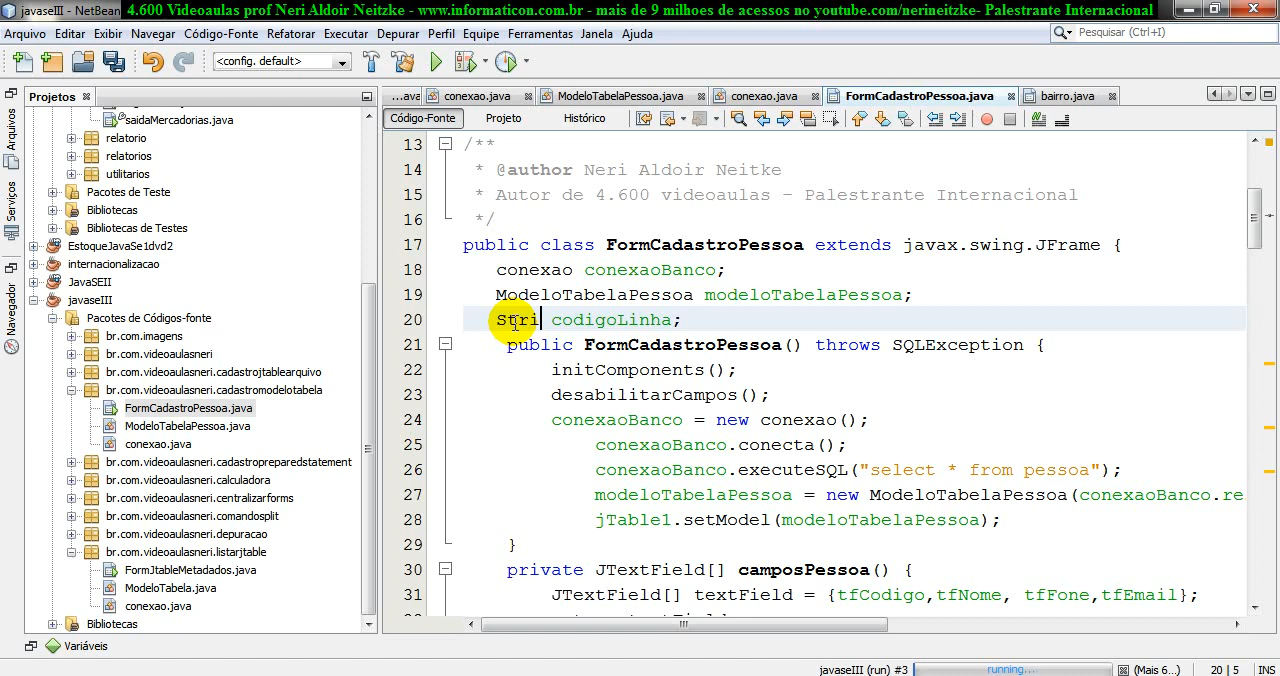 javaseIII - NetBean
4.600 Videoaulas prof Neri Aldoir Neitzke - www.informaticon.com.br - mais de 9 milhoes de acessos no youtube.com/nerineitzke- Palestrante Internacional
Arquivo Editar Exibir Navegar Código-Fonte Refatorar Executar Depurar Perfil Equipe Ferramentas Janela Ajuda
Pesquisar (Ctrl+I)
<config. default>
Projetos
...ava conexao.java ModeloTabelaPessoa.java conexao.java FormCadastroPessoa.java bairro.java
Código-Fonte Projeto Histórico
Arquivos
Serviços
Navegador
saidaMercadorias.java
relatorio
relatorios
utilitarios
Pacotes de Teste
Bibliotecas
Bibliotecas de Testes
EstoqueJavaSe1dvd2
internacionalizacao
JavaSEII
javaseIII
Pacotes de Códigos-fonte
br.com.imagens
br.com.videoaulasneri
br.com.videoaulasneri.cadastrojtablearquivo
br.com.videoaulasneri.cadastromodelotabela
FormCadastroPessoa.java
ModeloTabelaPessoa.java
conexao.java
br.com.videoaulasneri.cadastropreparedstatement
br.com.videoaulasneri.calculadora
br.com.videoaulasneri.centralizarforms
br.com.videoaulasneri.comandosplit
br.com.videoaulasneri.depuracao
br.com.videoaulasneri.listarjtable
FormJtableMetadados.java
ModeloTabela.java
conexao.java
Bibliotecas
13 /**
14 * @author Neri Aldoir Neitke
15 * Autor de 4.600 videoaulas - Palestrante Internacional
16 */
17 public class FormCadastroPessoa extends javax.swing.JFrame {
18 conexao conexaoBanco;
19 ModeloTabelaPessoa modeloTabelaPessoa;
20 Stri codigoLinha;
21 public FormCadastroPessoa() throws SQLException {
22 initComponents();
23 desabilitarCampos();
24 conexaoBanco = new conexao();
25 conexaoBanco.conecta();
26 conexaoBanco.executeSQL("select * from pessoa");
27 modeloTabelaPessoa = new ModeloTabelaPessoa(conexaoBanco.re
28 jTable1.setModel(modeloTabelaPessoa);
29 }
30 private JTextField[] camposPessoa() {
31 JTextField[] textField = {tfCodigo,tfNome, tfFone,tfEmail};
Variáveis
javaseIII (run) #3 running... (Mais 6...) 20 | 5 INS